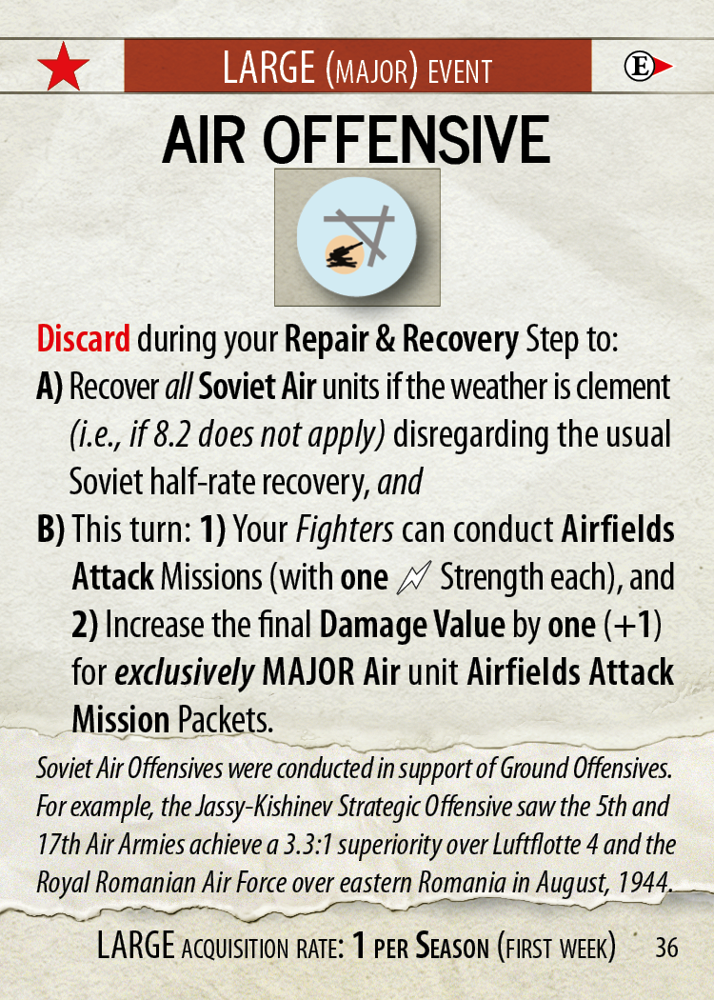 LARGE (MAJOR) EVENT
E
AIR OFFENSIVE
Discard during your Repair & Recovery Step to:
A) Recover all Soviet Air units if the weather is clement
(i.e., if 8.2 does not apply) disregarding the usual
Soviet half-rate recovery, and
B) This turn: 1) Your Fighters can conduct Airfields
Attack Missions (with one Strength each), and
2) Increase the final Damage Value by one (+1)
for exclusively MAJOR Air unit Airfields Attack
Mission Packets.
Soviet Air Offensives were conducted in support of Ground Offensives.
For example, the Jassy-Kishinev Strategic Offensive saw the 5th and
17th Air Armies achieve a 3.3:1 superiority over Luftflotte 4 and the
Royal Romanian Air Force over eastern Romania in August, 1944.
LARGE ACQUISITION RATE: 1 PER SEASON (FIRST WEEK) 36